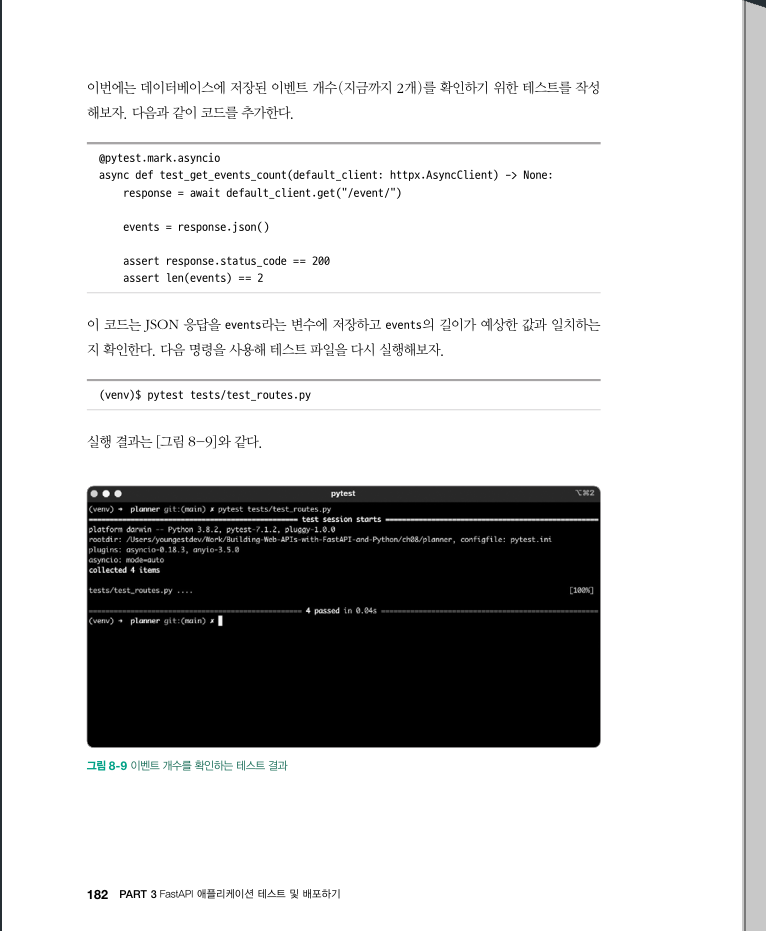 이번에는 데이터베이스에 저장된 이벤트 개수(지금까지 2개)를 확인하기 위한 테스트를 작성
해보자. 다음과 같이 코드를 추가한다.
@pytest.mark.asyncio
async def test_get_events_count(default_client: httpx.AsyncClient) -> None:
    response = await default_client.get("/event/")
    events = response.json()
    assert response.status_code == 200
    assert len(events) == 2
이 코드는 JSON 응답을 events라는 변수에 저장하고 events의 길이가 예상한 값과 일치하는
지 확인한다. 다음 명령을 사용해 테스트 파일을 다시 실행해보자.
(venv)$ pytest tests/test_routes.py
실행 결과는 [그림 8-9]와 같다.
pytest ⌥⌘2
(venv) → planner git:(main) ✗ pytest tests/test_routes.py
test session starts
platform darwin -- Python 3.8.2, pytest-7.1.2, pluggy-1.0.0
rootdir: /Users/youngestdev/Work/Building-Web-APIs-with-FastAPI-and-Python/ch08/planner, configfile: pytest.ini
plugins: asyncio-0.18.3, anyio-3.5.0
asyncio: mode=auto
collected 4 items
tests/test_routes.py .... [100%]
4 passed in 0.04s
(venv) → planner git:(main) ✗
그림 8-9 이벤트 개수를 확인하는 테스트 결과
182 PART 3 FastAPI 애플리케이션 테스트 및 배포하기